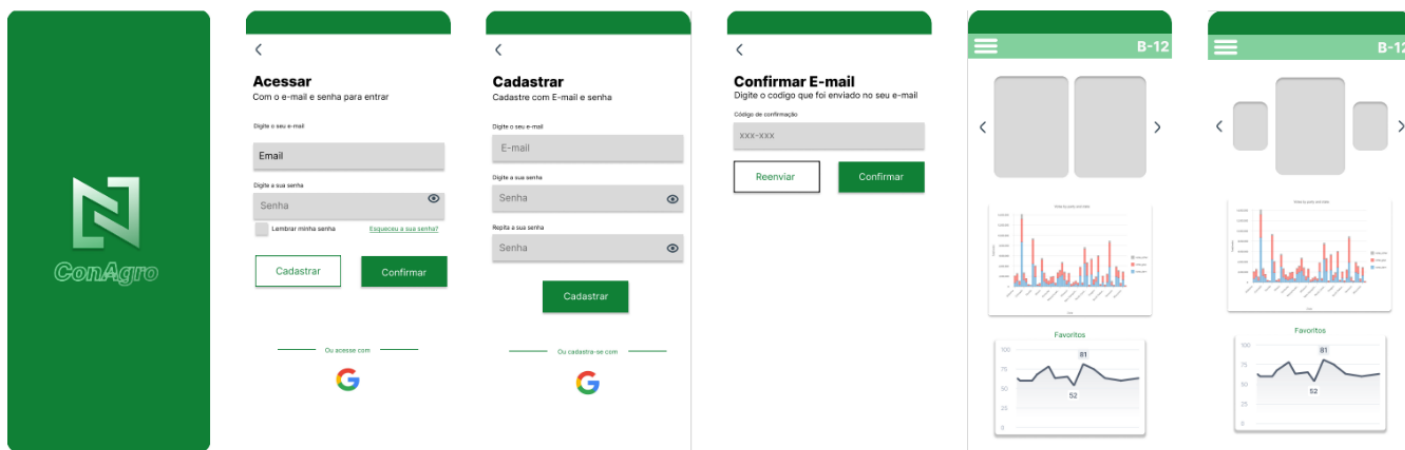 ConAgro
Acessar
Com o e-mail e senha para entrar
Digite o seu e-mail
Email
Digite a sua senha
Senha
Lembrar minha senha
Esqueceu a sua senha?
Cadastrar
Confirmar
Ou acesse com
Cadastrar
Cadastre com E-mail e senha
Digite o seu e-mail
E-mail
Digite a sua senha
Senha
Repita a sua senha
Senha
Cadastrar
Ou cadastra-se com
Confirmar E-mail
Digite o codigo que foi enviado no seu e-mail
Código de confirmação
xxx-xxx
Reenviar
Confirmar
B-12
Favoritos
100
75
50
25
0
81
52
B-12
Favoritos
100
75
50
25
0
81
52